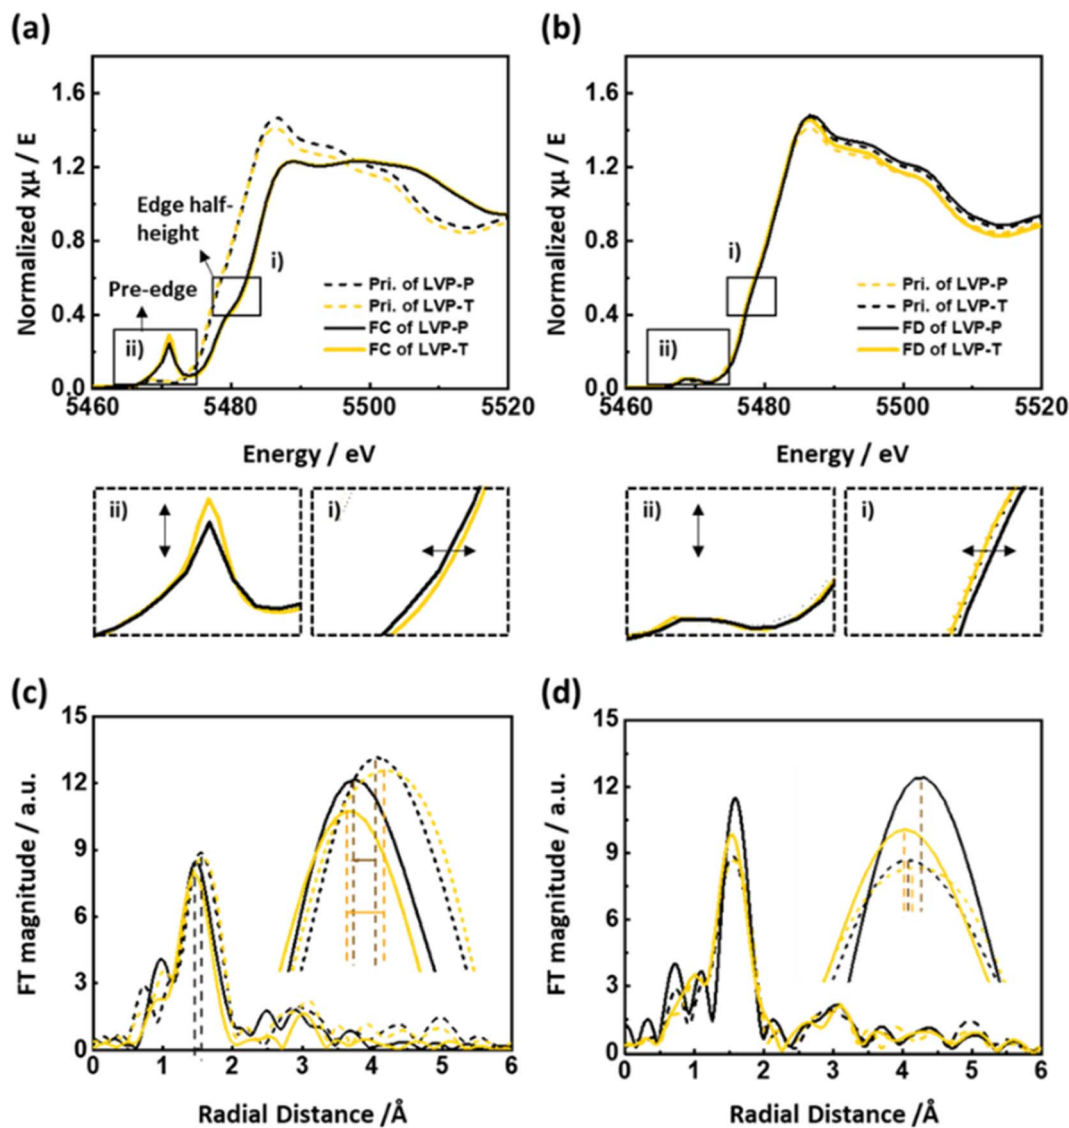 (a)
Normalized χμ / E
1.6
1.2
0.8
0.4
0.0
Edge half-
height
Pre-edge
i)
ii)
Pri. of LVP-P
Pri. of LVP-T
FC of LVP-P
FC of LVP-T
5460 5480 5500 5520
Energy / eV
ii)
i)
(b)
Normalized χμ / E
1.6
1.2
0.8
0.4
0.0
i)
ii)
Pri. of LVP-P
Pri. of LVP-T
FD of LVP-P
FD of LVP-T
5460 5480 5500 5520
Energy / eV
ii)
i)
(c)
FT magnitude / a.u.
15
12
9
6
3
0
0 1 2 3 4 5 6
Radial Distance /Å
(d)
FT magnitude / a.u.
15
12
9
6
3
0
0 1 2 3 4 5 6
Radial Distance /Å